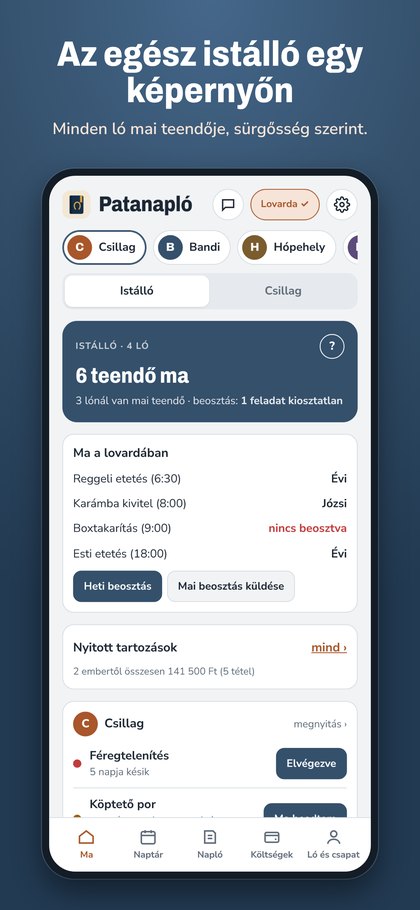 Az egész istálló egy
képernyőn
Minden ló mai teendője, sürgősség szerint.
Patanapló
Lovarda ✓
C Csillag
B Bandi
H Hópehely
Istálló
Csillag
ISTÁLLÓ · 4 LÓ
?
6 teendő ma
3 lónál van mai teendő · beosztás: 1 feladat kiosztatlan
Ma a lovardában
Reggeli etetés (6:30) Évi
Karámba kivitel (8:00) Józsi
Boxtakarítás (9:00) nincs beosztva
Esti etetés (18:00) Évi
Heti beosztás
Mai beosztás küldése
Nyitott tartozások mind ›
2 embertől összesen 141 500 Ft (5 tétel)
C Csillag megnyitás ›
Féregtelenítés
5 napja késik
Elvégezve
Köptető por
Ma
Naptár
Napló
Költségek
Ló és csapat